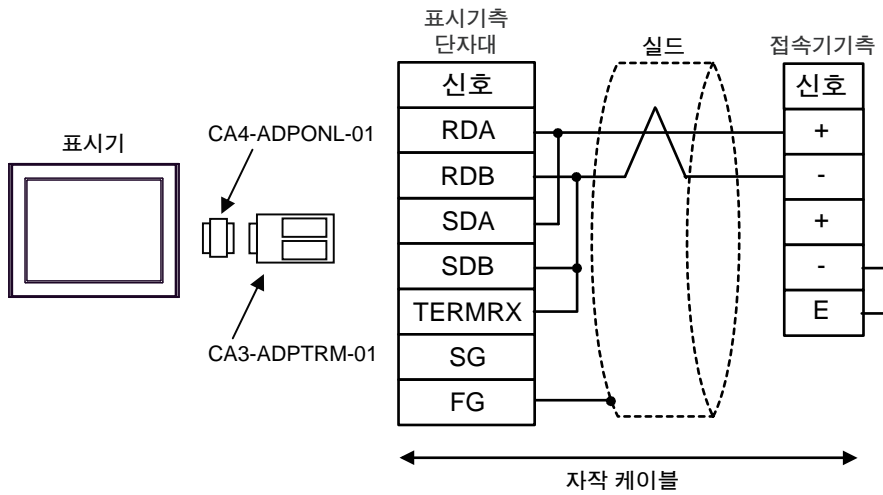 표시기
CA4-ADPONL-01
CA3-ADPTRM-01
표시기측
단자대
신호
RDA
RDB
SDA
SDB
TERMRX
SG
FG
실드
접속기기측
신호
+
-
+
-
E
자작 케이블